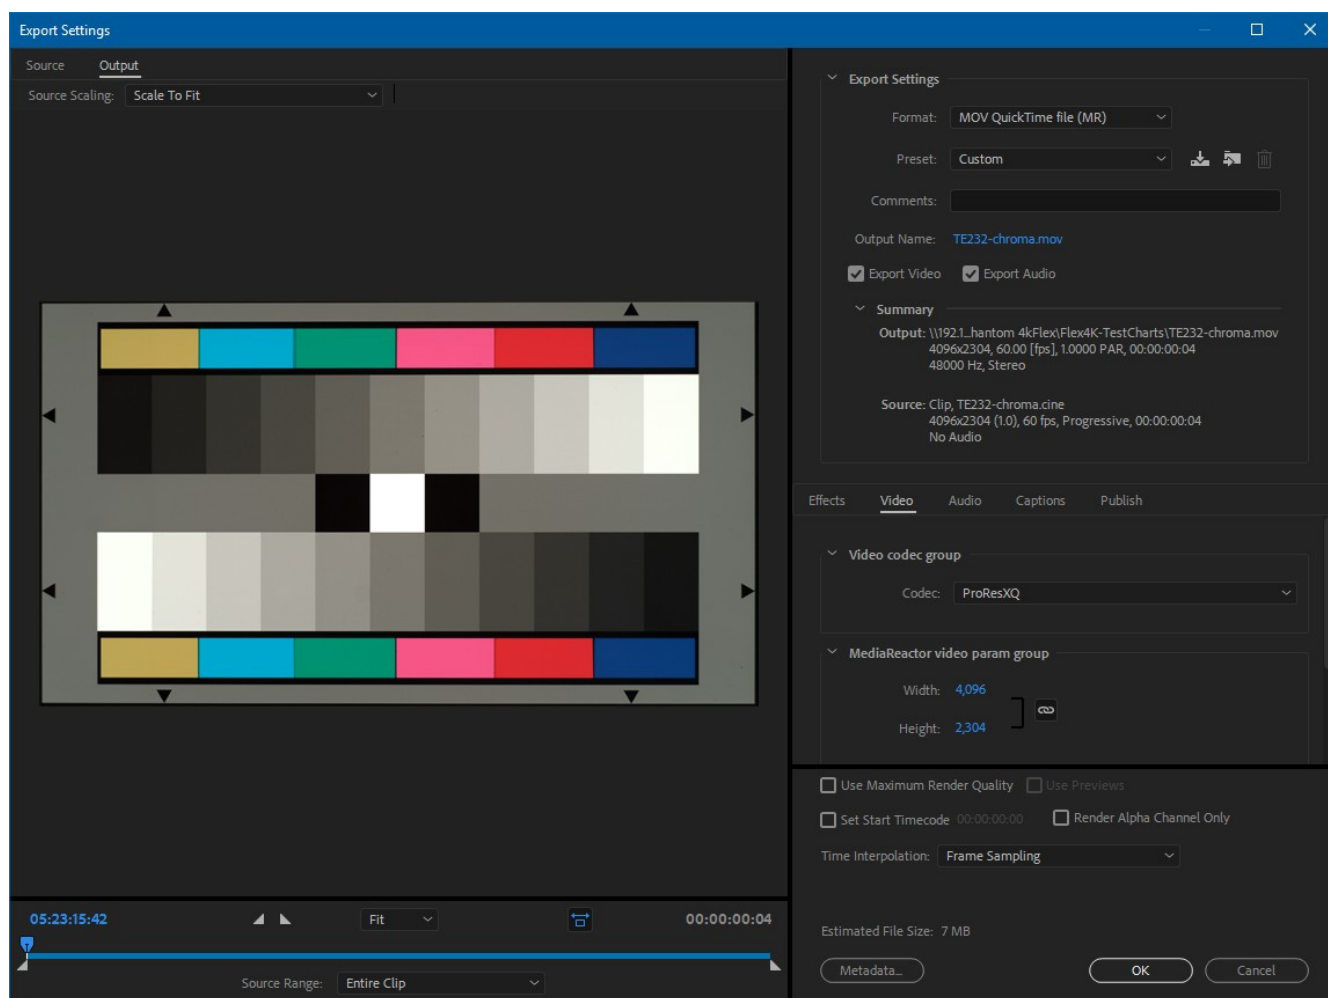 Export Settings
Source Output
Source Scaling: Scale To Fit
Export Settings
Format: MOV QuickTime file (MR)
Preset: Custom
Comments:
Output Name: TE232-chroma.mov
Export Video Export Audio
Summary
Output: \\192.1...hantom 4kFlex\Flex4K-TestCharts\TE232-chroma.mov
4096x2304, 60.00 [fps], 1.0000 PAR, 00:00:00:04
48000 Hz, Stereo
Source: Clip, TE232-chroma.cine
4096x2304 (1.0), 60 fps, Progressive, 00:00:00:04
No Audio
Effects Video Audio Captions Publish
Video codec group
Codec: ProResXQ
MediaReactor video param group
Width: 4,096
Height: 2,304
Use Maximum Render Quality Use Previews
Set Start Timecode 00:00:00:00 Render Alpha Channel Only
Time Interpolation: Frame Sampling
Estimated File Size: 7 MB
Metadata... OK Cancel
05:23:15:42 Fit 00:00:00:04
Source Range: Entire Clip